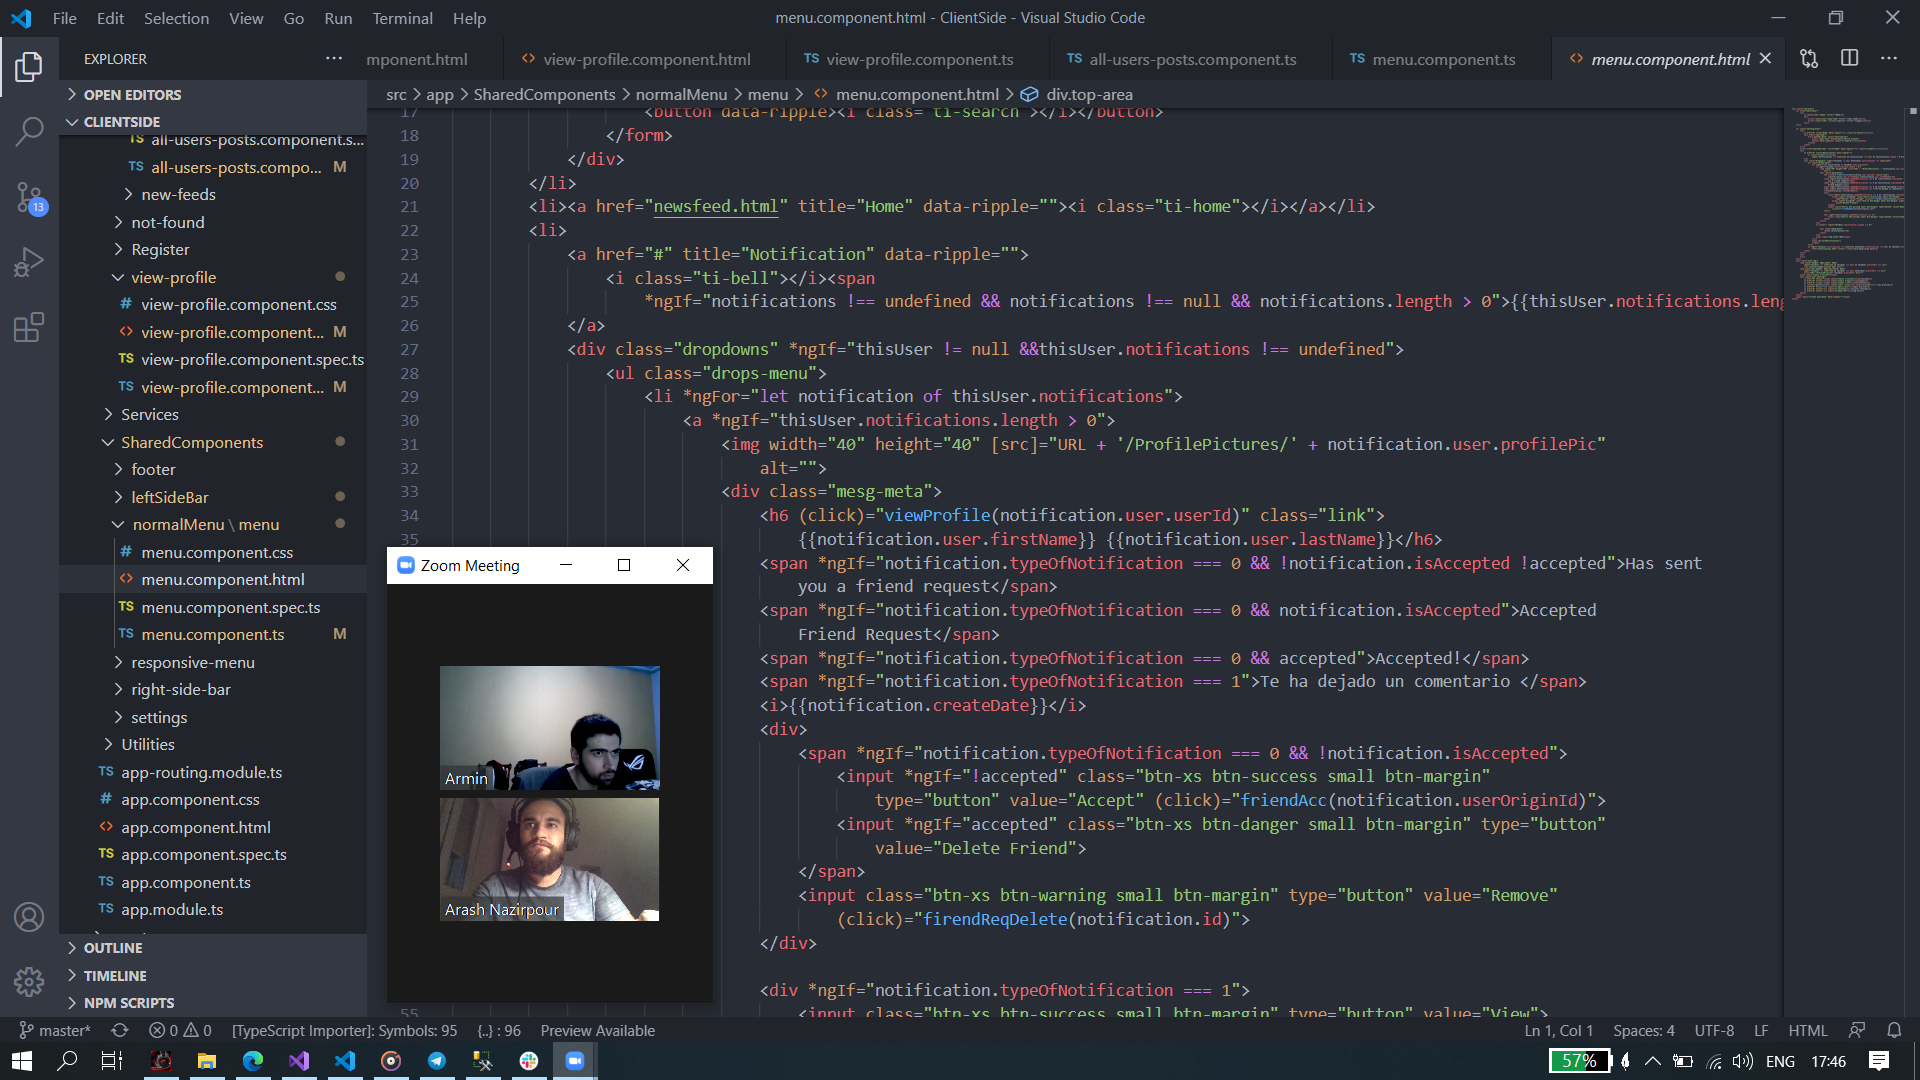 File Edit Selection View Go Run Terminal Help
menu.component.html - ClientSide - Visual Studio Code
EXPLORER
mponent.html
view-profile.component.html
TS view-profile.component.ts
TS all-users-posts.component.ts
TS menu.component.ts
menu.component.html
OPEN EDITORS
CLIENTSIDE
TS all-users-posts.component.s...
TS all-users-posts.compo... M
new-feeds
not-found
Register
view-profile
# view-profile.component.css
<> view-profile.component... M
TS view-profile.component.spec.ts
TS view-profile.component... M
Services
SharedComponents
footer
leftSideBar
normalMenu \ menu
# menu.component.css
<> menu.component.html
TS menu.component.spec.ts
TS menu.component.ts M
responsive-menu
right-side-bar
settings
Utilities
TS app-routing.module.ts
# app.component.css
<> app.component.html
TS app.component.spec.ts
TS app.component.ts
TS app.module.ts
OUTLINE
TIMELINE
NPM SCRIPTS
13
src > app > SharedComponents > normalMenu > menu > <> menu.component.html > div.top-area
17 <button data-ripple><i class="ti-search"></i></button>
18 </form>
19 </div>
20 </li>
21 <li><a href="newsfeed.html" title="Home" data-ripple=""><i class="ti-home"></i></a></li>
22 <li>
23 <a href="#" title="Notification" data-ripple="">
24 <i class="ti-bell"></i><span
25 *ngIf="notifications !== undefined && notifications !== null && notifications.length > 0">{{thisUser.notifications.leng
26 </a>
27 <div class="dropdowns" *ngIf="thisUser != null &&thisUser.notifications !== undefined">
28 <ul class="drops-menu">
29 <li *ngFor="let notification of thisUser.notifications">
30 <a *ngIf="thisUser.notifications.length > 0">
31 <img width="40" height="40" [src]="URL + '/ProfilePictures/' + notification.user.profilePic"
32 alt="">
33 <div class="mesg-meta">
34 <h6 (click)="viewProfile(notification.user.userId)" class="link">
35 {{notification.user.firstName}} {{notification.user.lastName}}</h6>
<span *ngIf="notification.typeOfNotification === 0 && !notification.isAccepted !accepted">Has sent
you a friend request</span>
<span *ngIf="notification.typeOfNotification === 0 && notification.isAccepted">Accepted
Friend Request</span>
<span *ngIf="notification.typeOfNotification === 0 && accepted">Accepted!</span>
<span *ngIf="notification.typeOfNotification === 1">Te ha dejado un comentario </span>
<i>{{notification.createDate}}</i>
<div>
<span *ngIf="notification.typeOfNotification === 0 && !notification.isAccepted">
<input *ngIf="!accepted" class="btn-xs btn-success small btn-margin"
type="button" value="Accept" (click)="friendAcc(notification.userOriginId)">
<input *ngIf="accepted" class="btn-xs btn-danger small btn-margin" type="button"
value="Delete Friend">
</span>
<input class="btn-xs btn-warning small btn-margin" type="button" value="Remove"
(click)="firendReqDelete(notification.id)">
</div>
<div *ngIf="notification.typeOfNotification === 1">
55 <input class="btn-xs btn-success small btn-margin" type="button" value="View">
Zoom Meeting
Armin
Arash Nazirpour
master* 0 0 [TypeScript Importer]: Symbols: 95 {..} : 96 Preview Available
Ln 1, Col 1 Spaces: 4 UTF-8 LF HTML
57% ENG 17:46